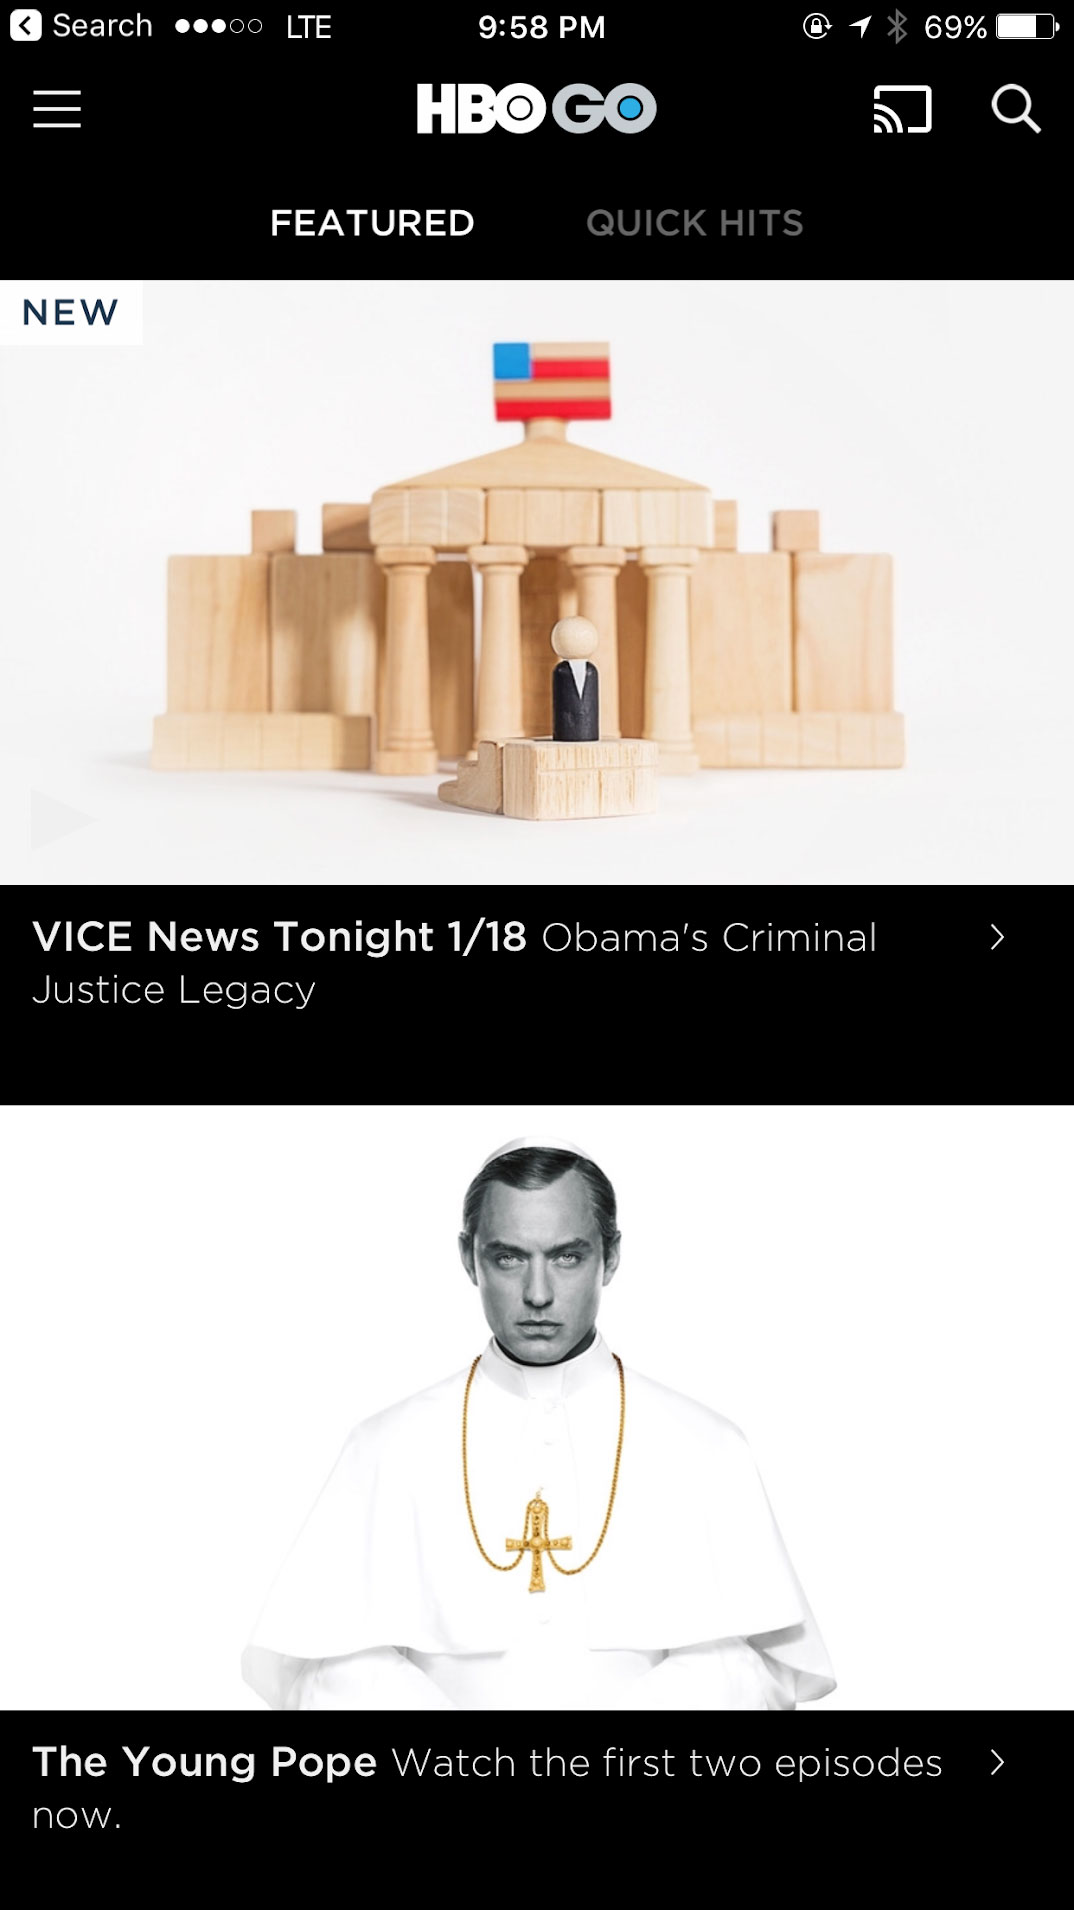 Search LTE 9:58 PM 69%
HBO GO
FEATURED QUICK HITS
NEW
VICE News Tonight 1/18 Obama's Criminal
Justice Legacy
The Young Pope Watch the first two episodes
now.